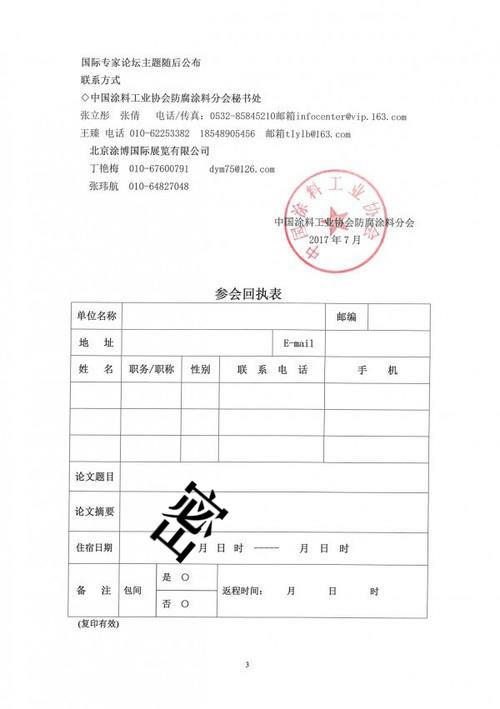 国际专家论坛主题随后公布
联系方式
◇中国涂料工业协会防腐涂料分会秘书处
张立彤 张倩 电话/传真：0532-85845210邮箱infocenter@vip.163.com
王臻 电话 010-62253382 18548905456 邮箱tlylb@163.com
北京涂博国际展览有限公司
丁艳梅 010-67600791 dym75@126.com
张玮航 010-64827048
中国涂料工业协会
中国涂料工业协会防腐涂料分会
2017年7月
参会回执表
单位名称 邮编
地 址 E-mail
姓 名 职务/职称 性别 联 系 电 话 手 机
论文题目
论文摘要
密
住宿日期 月 日 时 ----- 月 日 时
备 注 包间 是 ○ 返程时间： 月 日 时
否 ○
(复印有效)
3